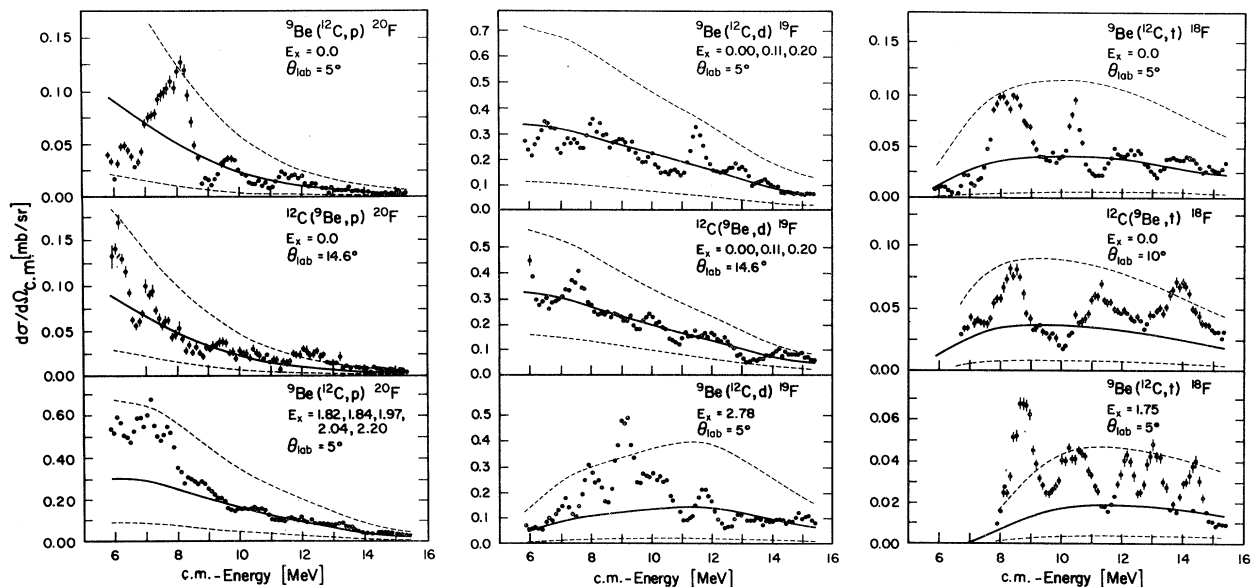 dσ/dΩc.m.[mb/sr]
0.15
0.10
0.05
0.00
⁹Be(¹²C,p) ²⁰F
Eₓ = 0.0
θlab = 5°
0.15
0.10
0.05
0.00
¹²C(⁹Be,p) ²⁰F
Eₓ = 0.0
θlab = 14.6°
0.60
0.40
0.20
0.00
⁹Be(¹²C,p) ²⁰F
Eₓ = 1.82, 1.84, 1.97,
2.04, 2.20
θlab = 5°
6 8 10 12 14 16
c.m.-Energy [MeV]
0.7
0.6
0.5
0.4
0.3
0.2
0.1
0.0
⁹Be(¹²C,d) ¹⁹F
Eₓ = 0.00, 0.11, 0.20
θlab = 5°
0.5
0.4
0.3
0.2
0.1
0.0
¹²C(⁹Be,d) ¹⁹F
Eₓ = 0.00, 0.11, 0.20
θlab = 14.6°
0.5
0.4
0.3
0.2
0.1
0.0
⁹Be(¹²C,d) ¹⁹F
Eₓ = 2.78
θlab = 5°
6 8 10 12 14 16
c.m.-Energy [MeV]
0.15
0.10
0.05
0.00
⁹Be(¹²C,t) ¹⁸F
Eₓ = 0.0
θlab = 5°
0.10
0.05
0.00
¹²C(⁹Be,t) ¹⁸F
Eₓ = 0.0
θlab = 10°
0.06
0.04
0.02
0.00
⁹Be(¹²C,t) ¹⁸F
Eₓ = 1.75
θlab = 5°
6 8 10 12 14 16
c.m.-Energy [MeV]